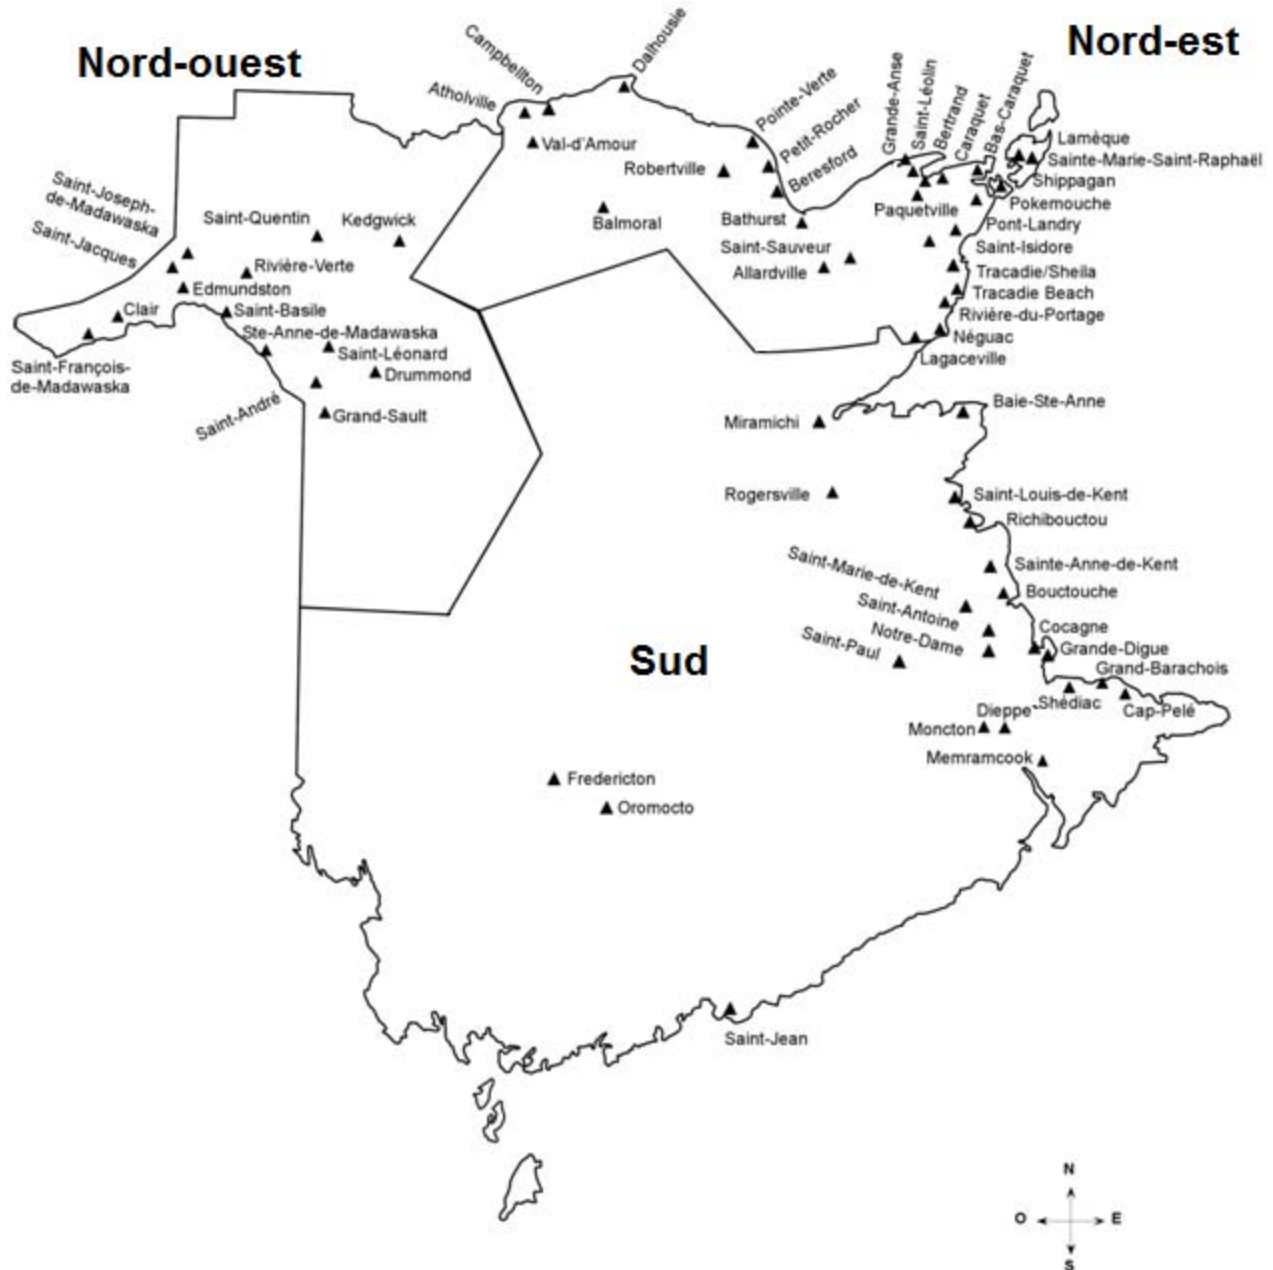 Nord-ouest
Nord-est
Campbellton
Dalhousie
Atholville
Val-d'Amour
Pointe-Verte
Petit-Rocher
Robertville
Beresford
Balmoral
Bathurst
Grande-Anse
Saint-Léolin
Bertrand
Caraquet
Bas-Caraquet
Lamèque
Sainte-Marie-Saint-Raphaël
Shippagan
Pokemouche
Paquetville
Pont-Landry
Saint-Sauveur
Saint-Isidore
Allardville
Tracadie/Sheila
Tracadie Beach
Rivière-du-Portage
Néguac
Lagaceville
Saint-Joseph-
de-Madawaska
Saint-Jacques
Saint-Quentin
Kedgwick
Rivière-Verte
Edmundston
Clair
Saint-Basile
Ste-Anne-de-Madawaska
Saint-Léonard
Saint-François-
de-Madawaska
Drummond
Saint-André
Grand-Sault
Miramichi
Baie-Ste-Anne
Rogersville
Saint-Louis-de-Kent
Richibouctou
Saint-Marie-de-Kent
Sainte-Anne-de-Kent
Saint-Antoine
Bouctouche
Notre-Dame
Cocagne
Saint-Paul
Grande-Digue
Sud
Grand-Barachois
Shédiac
Dieppe
Cap-Pelé
Moncton
Memramcook
Fredericton
Oromocto
Saint-Jean
N
O
E
S